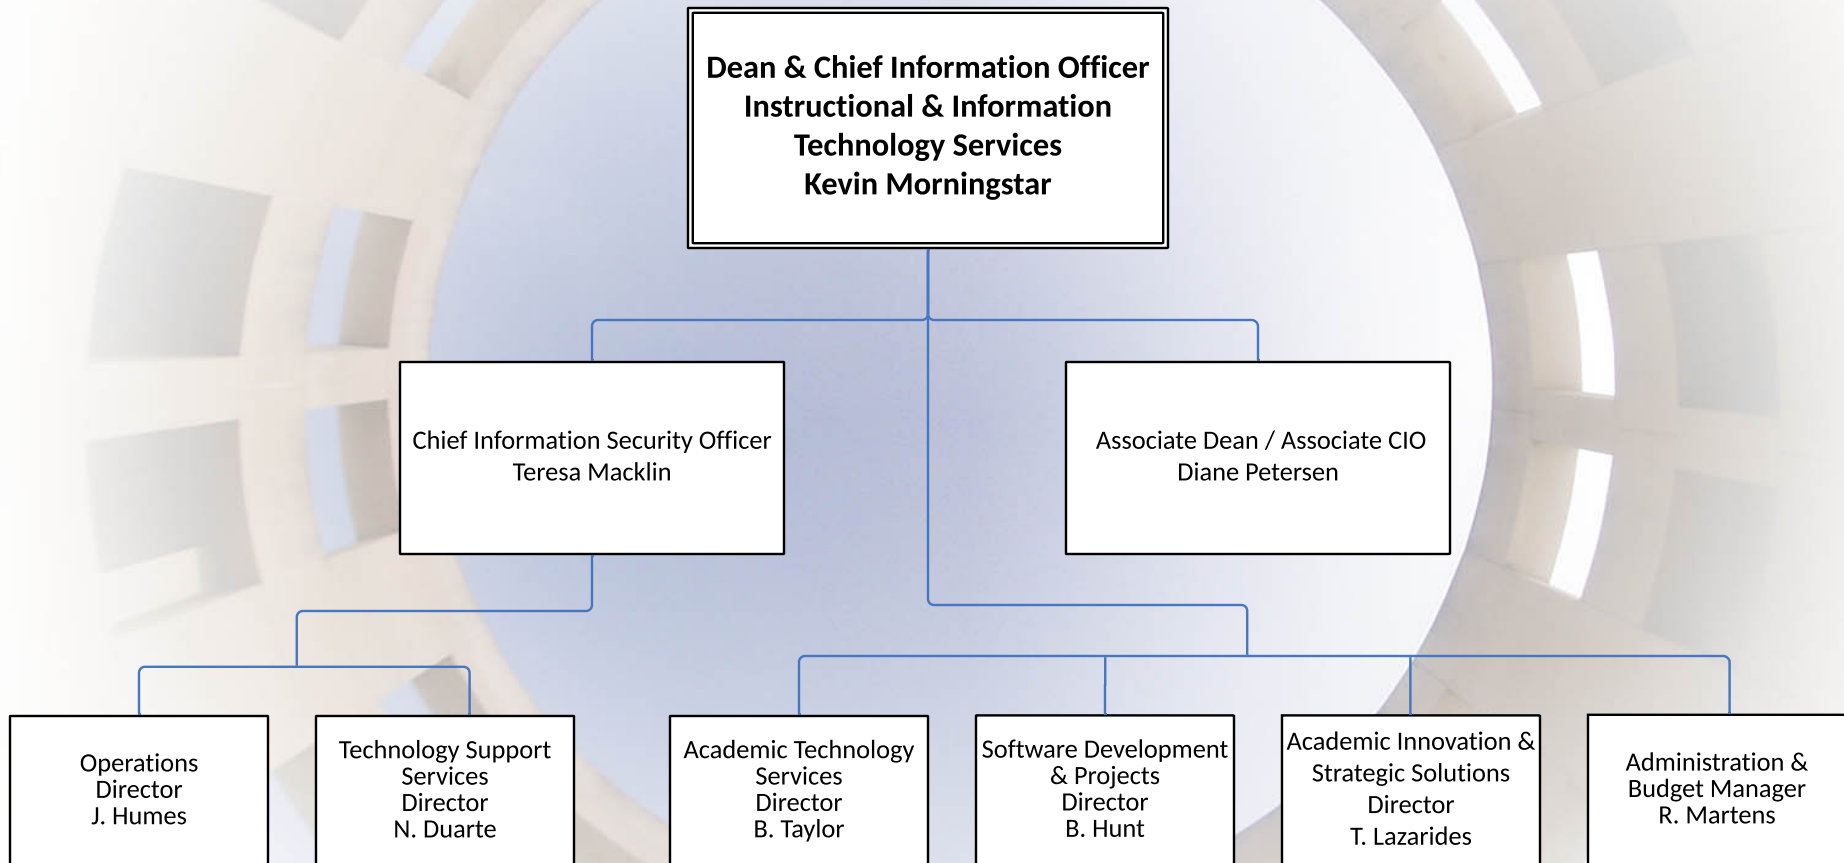 Dean & Chief Information Officer
Instructional & Information
Technology Services
Kevin Morningstar
Chief Information Security Officer
Teresa Macklin
Associate Dean / Associate CIO
Diane Petersen
Operations
Director
J. Humes
Technology Support
Services
Director
N. Duarte
Academic Technology
Services
Director
B. Taylor
Software Development
& Projects
Director
B. Hunt
Academic Innovation &
Strategic Solutions
Director
T. Lazarides
Administration &
Budget Manager
R. Martens